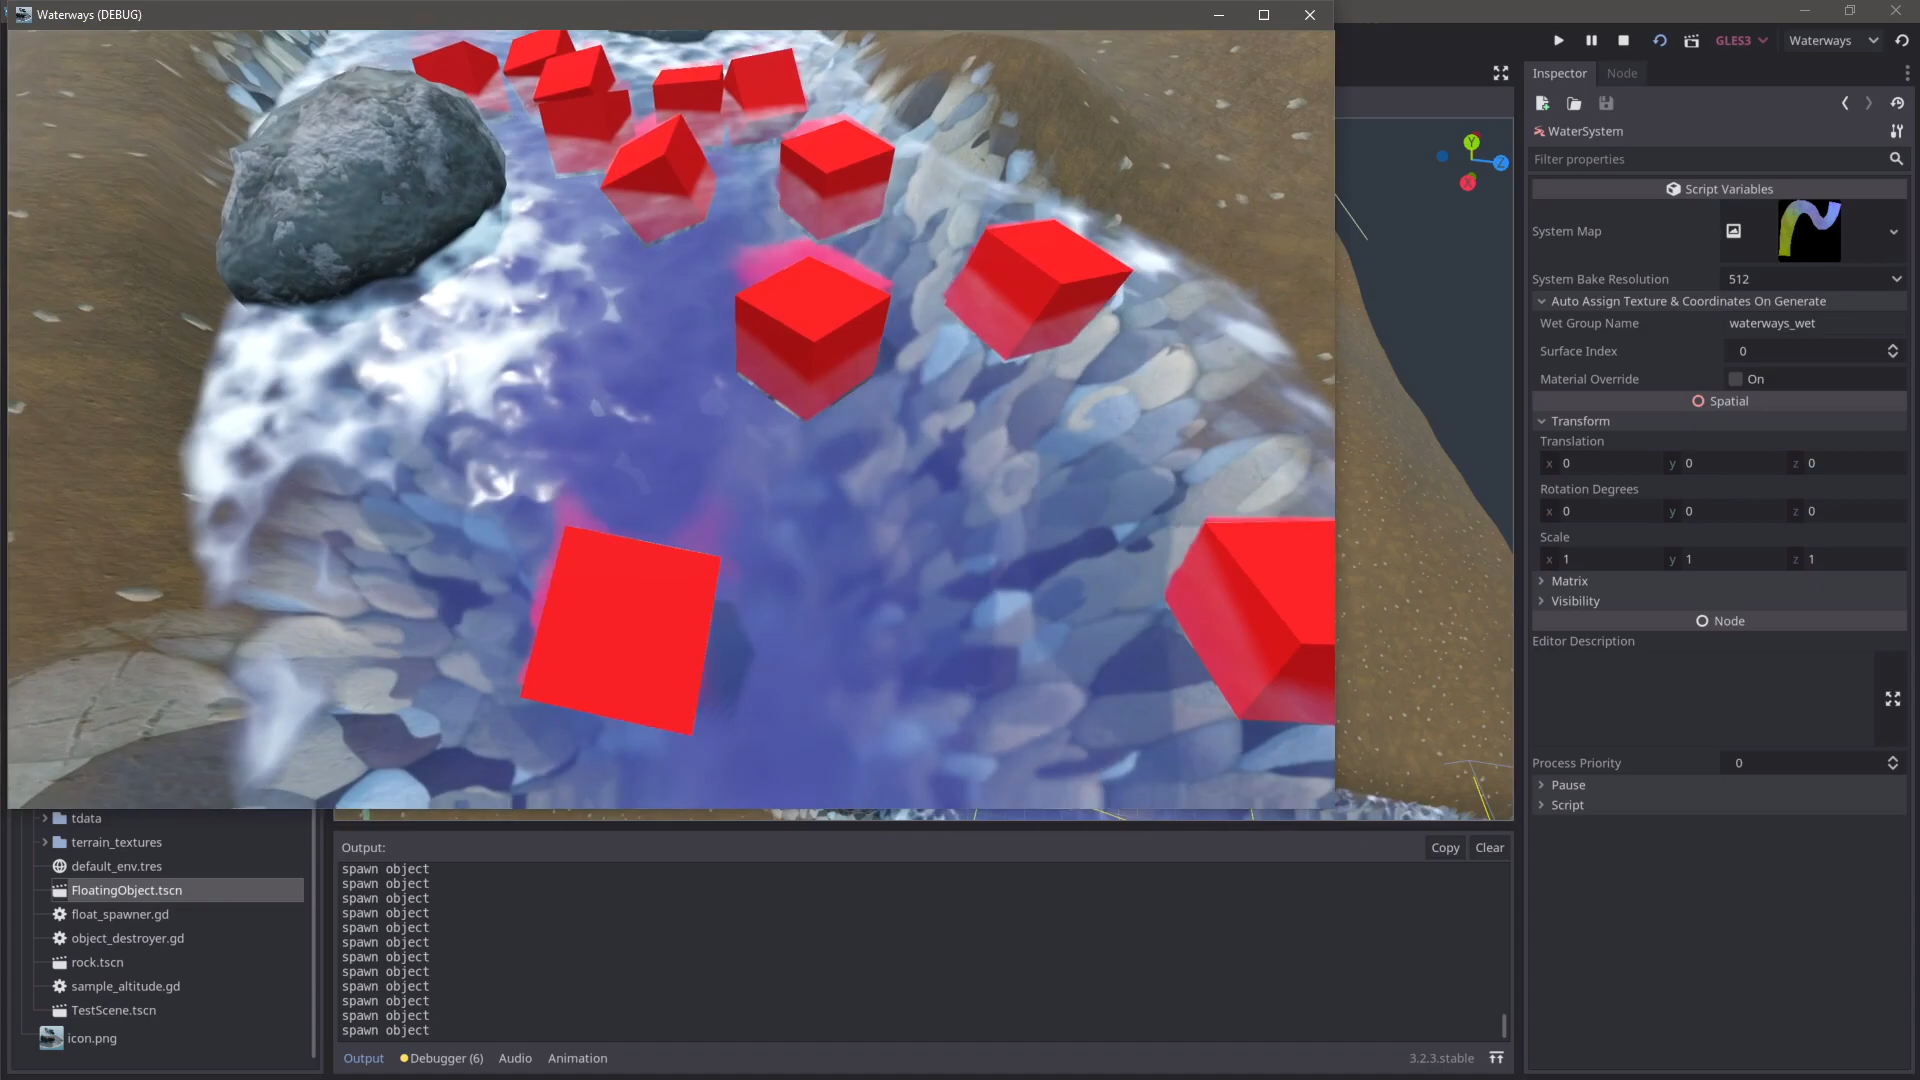 Waterways (DEBUG)
GLES3
Waterways
Inspector
Node
WaterSystem
Filter properties
Script Variables
System Map
System Bake Resolution
512
Auto Assign Texture & Coordinates On Generate
Wet Group Name
waterways_wet
Surface Index
0
Material Override
On
Spatial
Transform
Translation
x 0 y 0 z 0
Rotation Degrees
x 0 y 0 z 0
Scale
x 1 y 1 z 1
Matrix
Visibility
Node
Editor Description
Process Priority
0
Pause
Script
Y
Z
X
tdata
terrain_textures
default_env.tres
FloatingObject.tscn
float_spawner.gd
object_destroyer.gd
rock.tscn
sample_altitude.gd
TestScene.tscn
icon.png
Output:
Copy
Clear
spawn object
spawn object
spawn object
spawn object
spawn object
spawn object
spawn object
spawn object
spawn object
spawn object
spawn object
spawn object
Output
Debugger (6)
Audio
Animation
3.2.3.stable